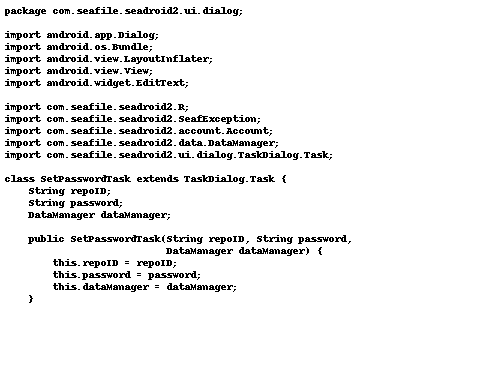 package com.seafile.seadroid2.ui.dialog;

import android.app.Dialog;
import android.os.Bundle;
import android.view.LayoutInflater;
import android.view.View;
import android.widget.EditText;

import com.seafile.seadroid2.R;
import com.seafile.seadroid2.SeafException;
import com.seafile.seadroid2.account.Account;
import com.seafile.seadroid2.data.DataManager;
import com.seafile.seadroid2.ui.dialog.TaskDialog.Task;

class SetPasswordTask extends TaskDialog.Task {
    String repoID;
    String password;
    DataManager dataManager;

    public SetPasswordTask(String repoID, String password,
                           DataManager dataManager) {
        this.repoID = repoID;
        this.password = password;
        this.dataManager = dataManager;
    }